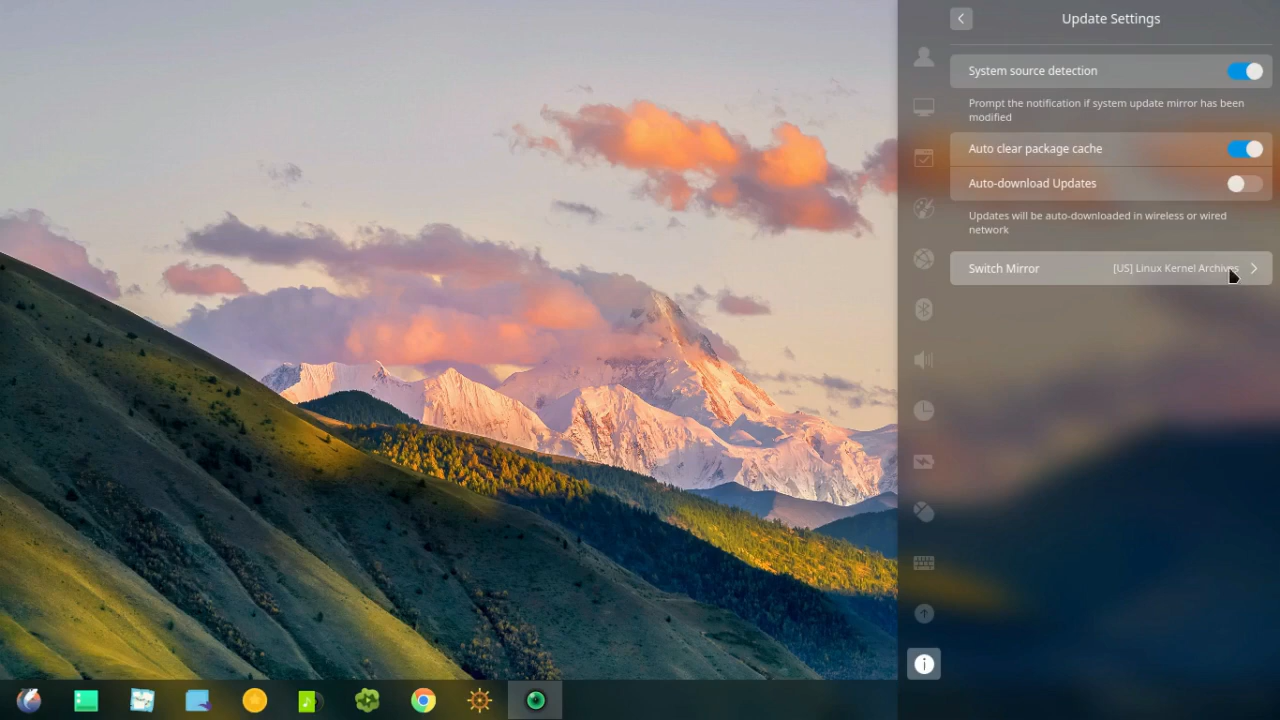 Update Settings
System source detection
Prompt the notification if system update mirror has been
modified
Auto clear package cache
Auto-download Updates
Updates will be auto-downloaded in wireless or wired
network
Switch Mirror [US] Linux Kernel Archives